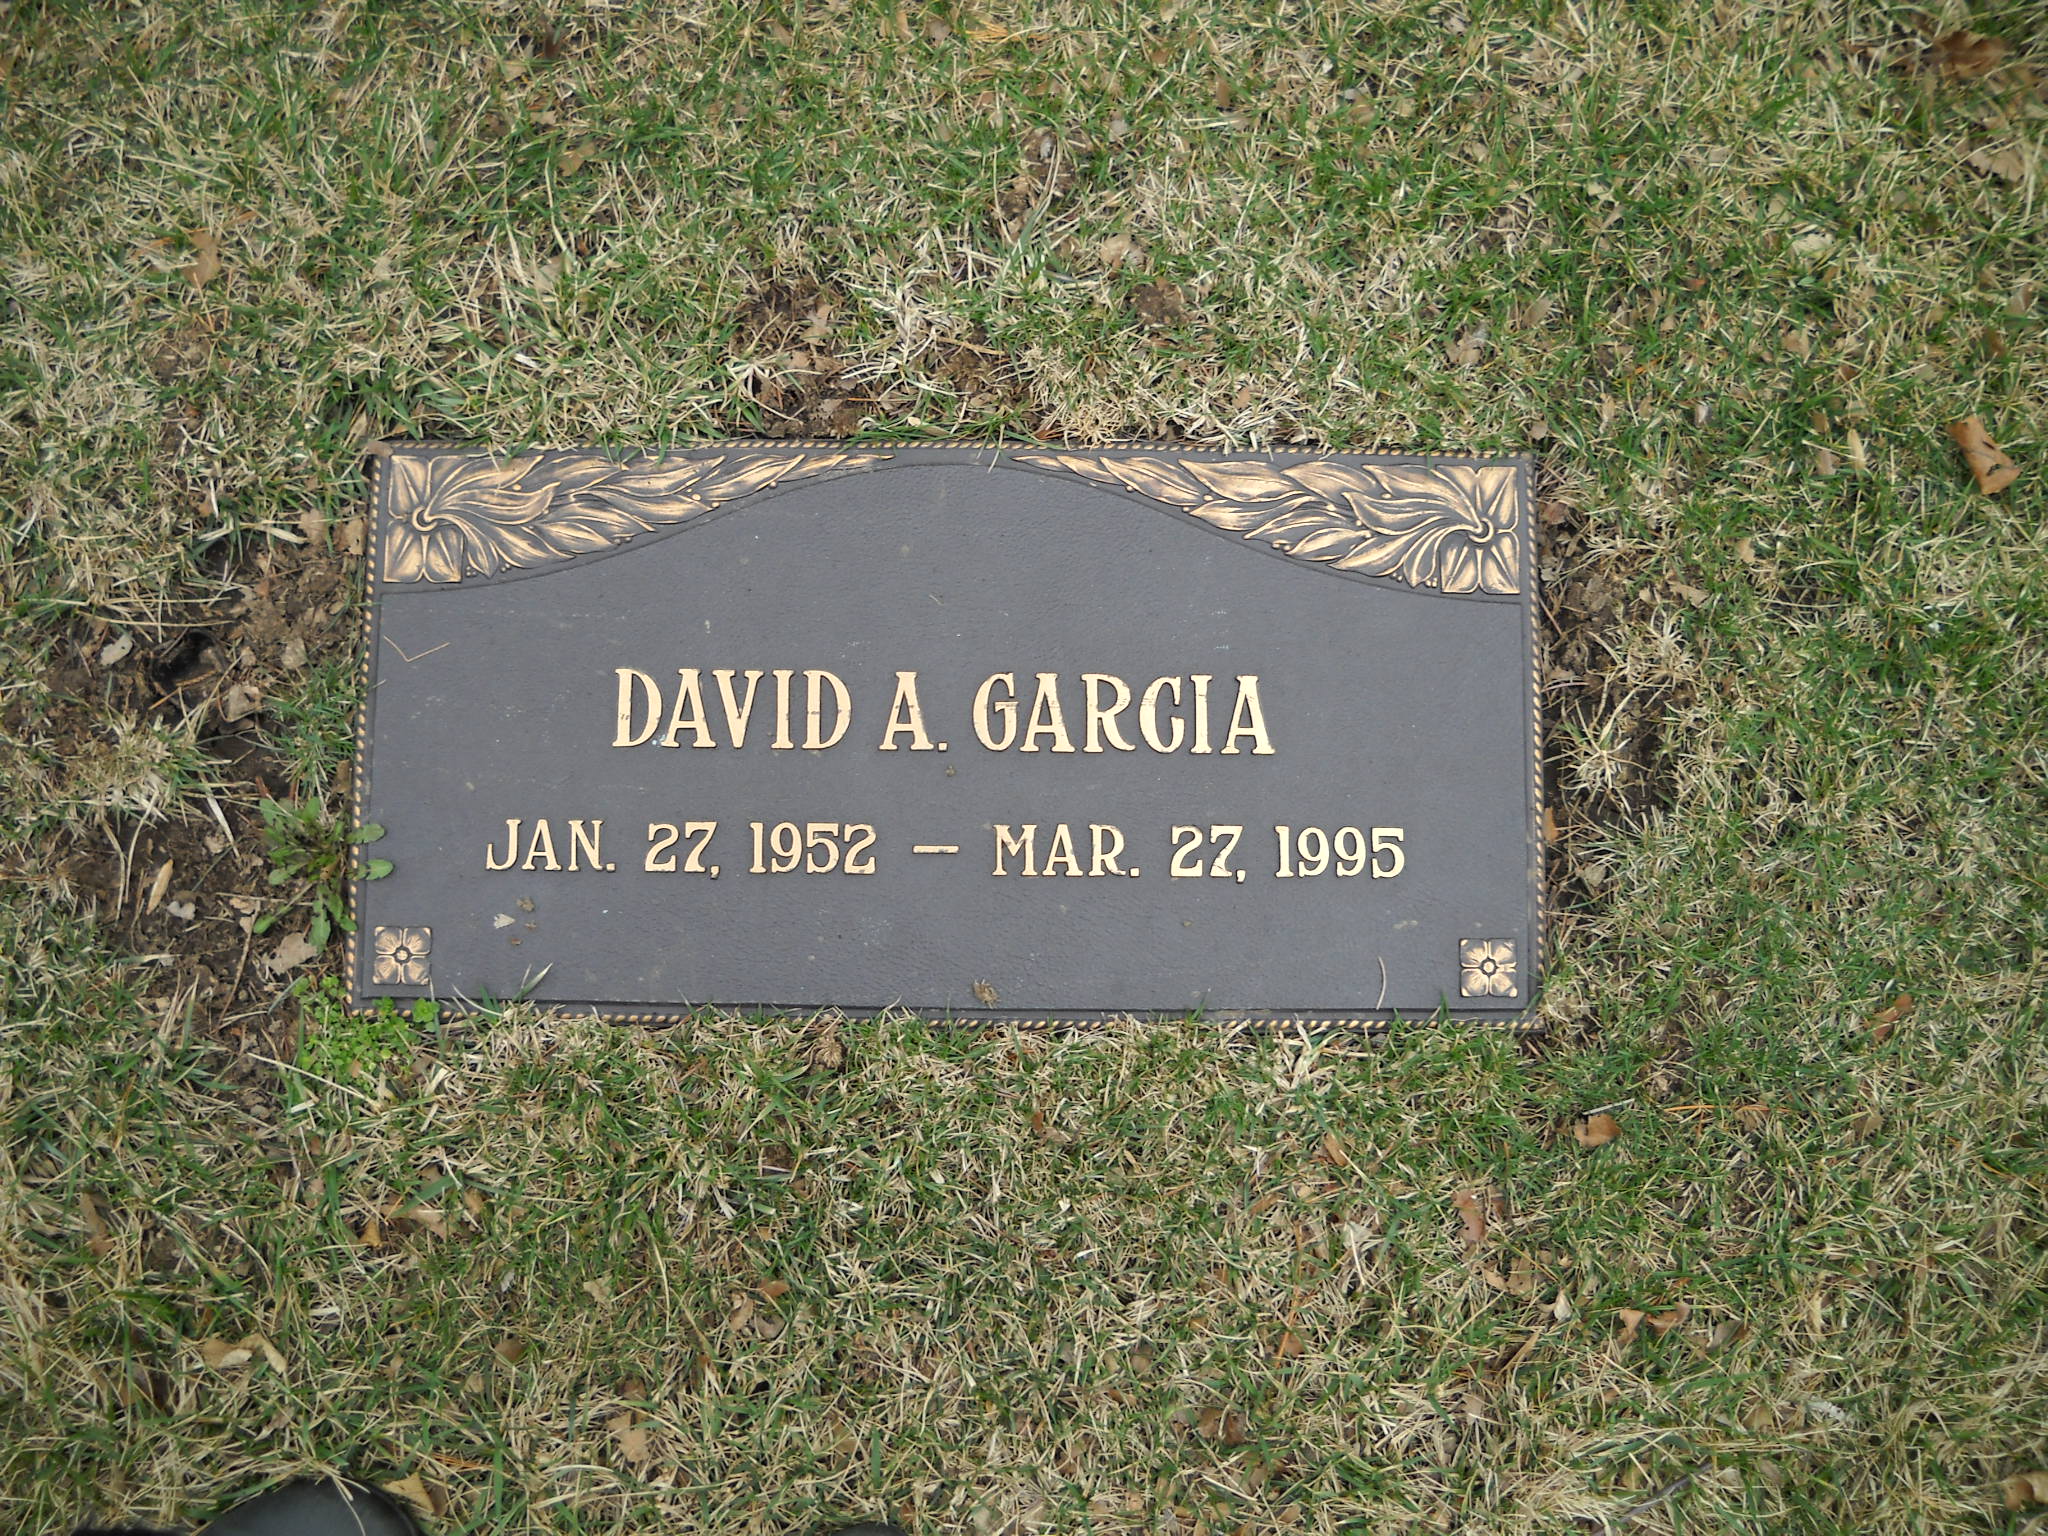 DAVID A. GARCIA
JAN. 27, 1952 — MAR. 27, 1995